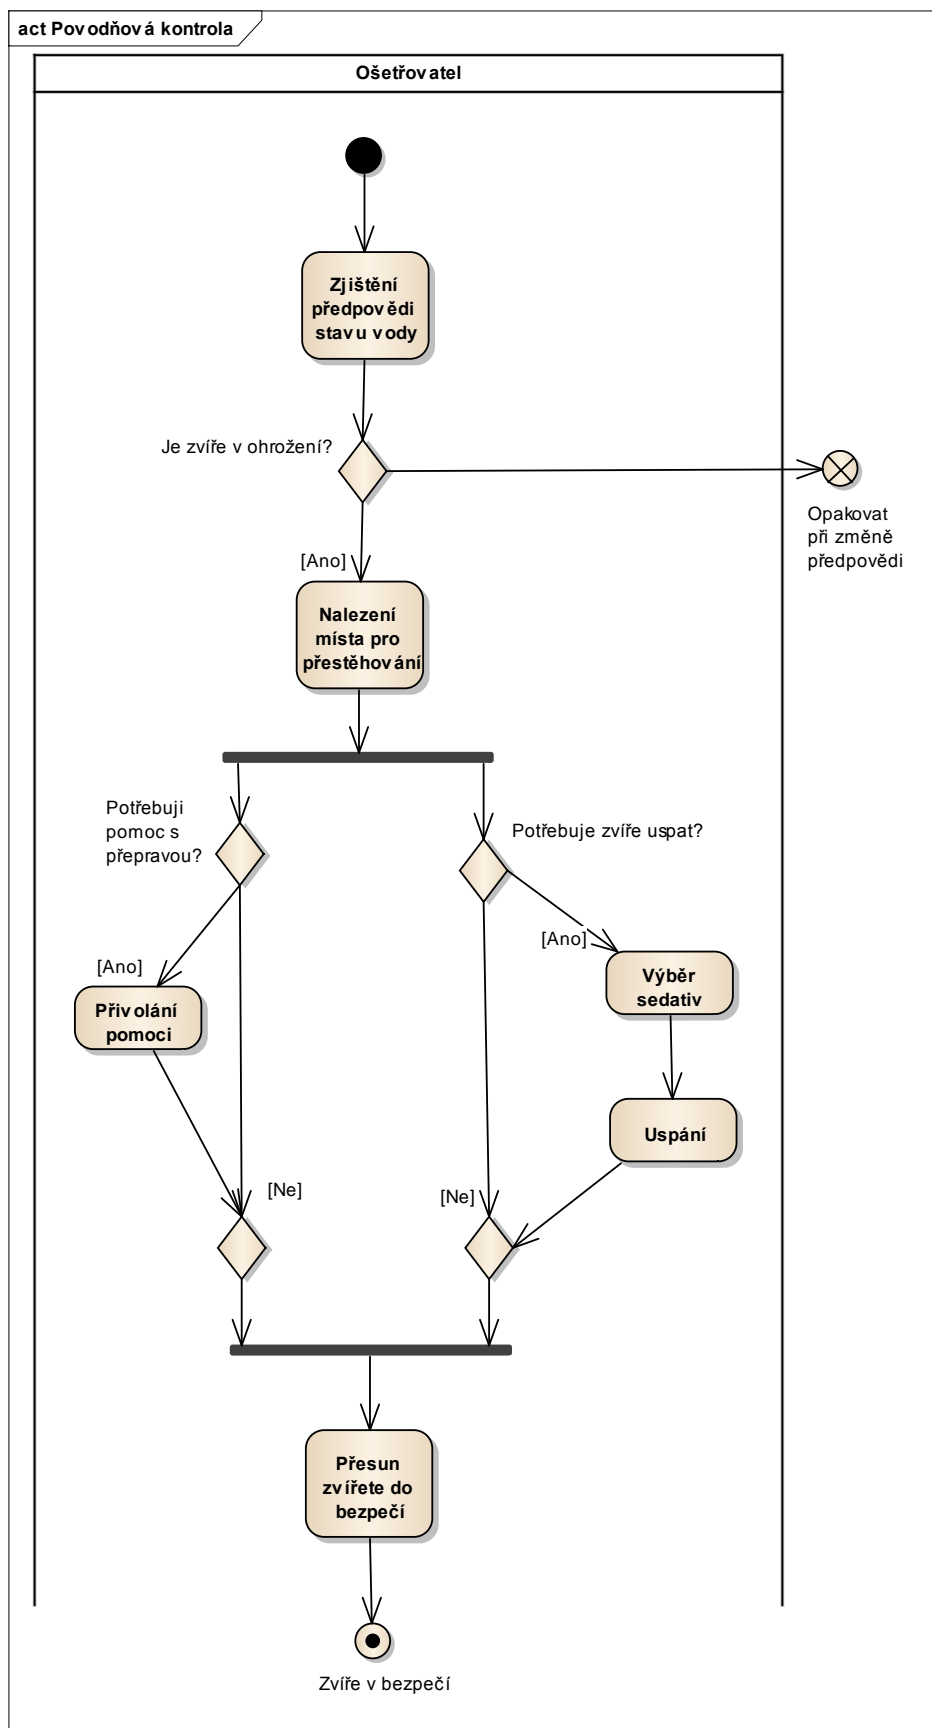 act Povodňová kontrola
Ošetřovatel
Zjištění
předpovědi
stavu vody
Je zvíře v ohrožení?
Opakovat
při změně
předpovědi
[Ano]
Nalezení
místa pro
přestěhování
Potřebuji
pomoc s
přepravou?
Potřebuje zvíře uspat?
[Ano]
[Ano]
Přivolání
pomoci
Výběr
sedativ
Uspání
[Ne]
[Ne]
Přesun
zvířete do
bezpečí
Zvíře v bezpečí